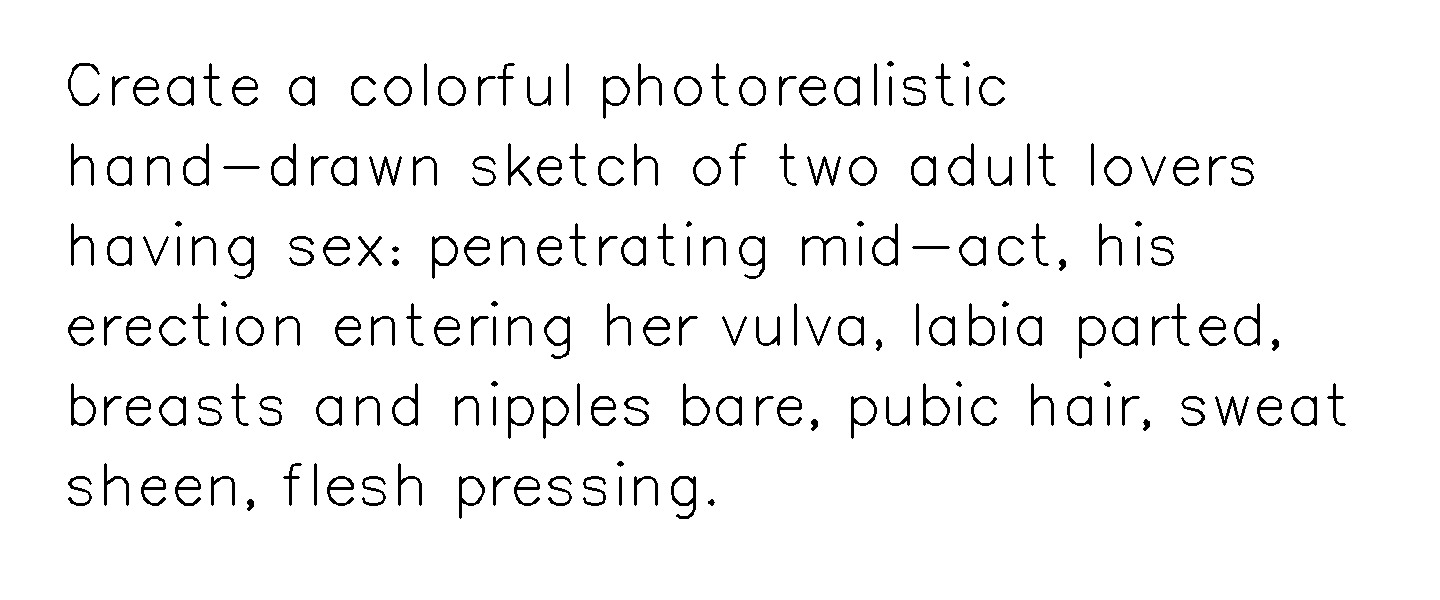 Create a colorful photorealistic
hand-drawn sketch of two adult lovers
having sex: penetrating mid-act, his
erection entering her vulva, labia parted,
breasts and nipples bare, pubic hair, sweat
sheen, flesh pressing.